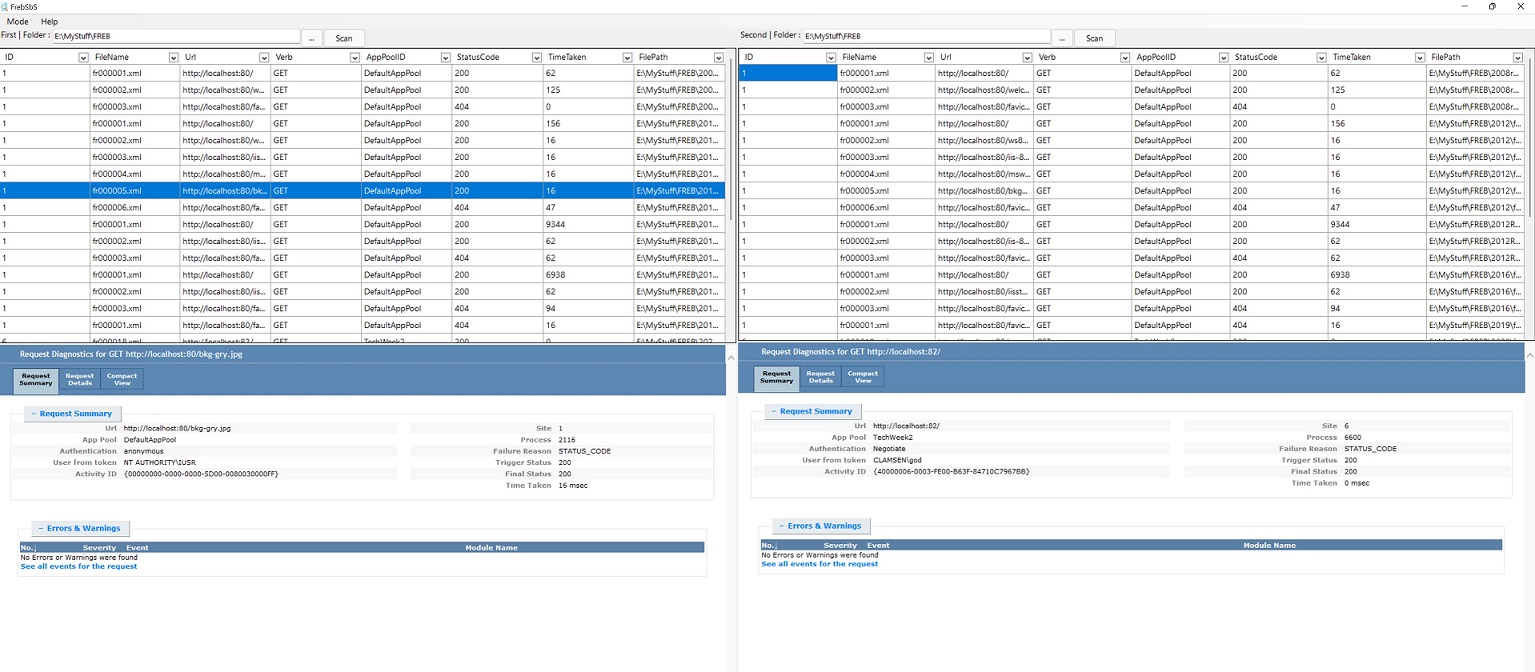 FrebSbS
Mode Help
First | Folder : E:\MyStuff\FREB ... Scan
ID FileName Url Verb AppPoolID StatusCode TimeTaken FilePath
1 fr000001.xml http://localhost:80/ GET DefaultAppPool 200 62 E:\MyStuff\FREB\200...
1 fr000002.xml http://localhost:80/w... GET DefaultAppPool 200 125 E:\MyStuff\FREB\200...
1 fr000003.xml http://localhost:80/fa... GET DefaultAppPool 404 0 E:\MyStuff\FREB\200...
1 fr000001.xml http://localhost:80/ GET DefaultAppPool 200 156 E:\MyStuff\FREB\201...
1 fr000002.xml http://localhost:80/w... GET DefaultAppPool 200 16 E:\MyStuff\FREB\201...
1 fr000003.xml http://localhost:80/iis... GET DefaultAppPool 200 16 E:\MyStuff\FREB\201...
1 fr000004.xml http://localhost:80/m... GET DefaultAppPool 200 16 E:\MyStuff\FREB\201...
1 fr000005.xml http://localhost:80/bk... GET DefaultAppPool 200 16 E:\MyStuff\FREB\201...
1 fr000006.xml http://localhost:80/fa... GET DefaultAppPool 404 47 E:\MyStuff\FREB\201...
1 fr000001.xml http://localhost:80/ GET DefaultAppPool 200 9344 E:\MyStuff\FREB\201...
1 fr000002.xml http://localhost:80/iis... GET DefaultAppPool 200 62 E:\MyStuff\FREB\201...
1 fr000003.xml http://localhost:80/fa... GET DefaultAppPool 404 62 E:\MyStuff\FREB\201...
1 fr000001.xml http://localhost:80/ GET DefaultAppPool 200 6938 E:\MyStuff\FREB\201...
1 fr000002.xml http://localhost:80/iis... GET DefaultAppPool 200 62 E:\MyStuff\FREB\201...
1 fr000003.xml http://localhost:80/fa... GET DefaultAppPool 404 94 E:\MyStuff\FREB\201...
1 fr000001.xml http://localhost:80/fa... GET DefaultAppPool 404 16 E:\MyStuff\FREB\201...
Request Diagnostics for GET http://localhost:80/bkg-gry.jpg
Request Summary Request Details Compact View
− Request Summary
Url http://localhost:80/bkg-gry.jpg Site 1
App Pool DefaultAppPool Process 2116
Authentication anonymous Failure Reason STATUS_CODE
User from token NT AUTHORITY\IUSR Trigger Status 200
Activity ID {00000000-0000-0000-5D00-0080030000FF} Final Status 200
Time Taken 16 msec
− Errors & Warnings
No.↓ Severity Event Module Name
No Errors or Warnings were found
See all events for the request
Second | Folder : E:\MyStuff\FREB ... Scan
ID FileName Url Verb AppPoolID StatusCode TimeTaken FilePath
1 fr000001.xml http://localhost:80/ GET DefaultAppPool 200 62 E:\MyStuff\FREB\2008r...
1 fr000002.xml http://localhost:80/welc... GET DefaultAppPool 200 125 E:\MyStuff\FREB\2008r...
1 fr000003.xml http://localhost:80/favic... GET DefaultAppPool 404 0 E:\MyStuff\FREB\2008r...
1 fr000001.xml http://localhost:80/ GET DefaultAppPool 200 156 E:\MyStuff\FREB\2012\f...
1 fr000002.xml http://localhost:80/ws8... GET DefaultAppPool 200 16 E:\MyStuff\FREB\2012\f...
1 fr000003.xml http://localhost:80/iis-8... GET DefaultAppPool 200 16 E:\MyStuff\FREB\2012\f...
1 fr000004.xml http://localhost:80/msw... GET DefaultAppPool 200 16 E:\MyStuff\FREB\2012\f...
1 fr000005.xml http://localhost:80/bkg... GET DefaultAppPool 200 16 E:\MyStuff\FREB\2012\f...
1 fr000006.xml http://localhost:80/favic... GET DefaultAppPool 404 47 E:\MyStuff\FREB\2012\f...
1 fr000001.xml http://localhost:80/ GET DefaultAppPool 200 9344 E:\MyStuff\FREB\2012R...
1 fr000002.xml http://localhost:80/iis-8... GET DefaultAppPool 200 62 E:\MyStuff\FREB\2012R...
1 fr000003.xml http://localhost:80/favic... GET DefaultAppPool 404 62 E:\MyStuff\FREB\2012R...
1 fr000001.xml http://localhost:80/ GET DefaultAppPool 200 6938 E:\MyStuff\FREB\2016\f...
1 fr000002.xml http://localhost:80/iisst... GET DefaultAppPool 200 62 E:\MyStuff\FREB\2016\f...
1 fr000003.xml http://localhost:80/favic... GET DefaultAppPool 404 94 E:\MyStuff\FREB\2016\f...
1 fr000001.xml http://localhost:80/favic... GET DefaultAppPool 404 16 E:\MyStuff\FREB\2019\f...
Request Diagnostics for GET http://localhost:82/
Request Summary Request Details Compact View
− Request Summary
Url http://localhost:82/ Site 6
App Pool TechWeek2 Process 6600
Authentication Negotiate Failure Reason STATUS_CODE
User from token CLAMSEN\god Trigger Status 200
Activity ID {40000006-0003-FE00-B63F-84710C7967BB} Final Status 200
Time Taken 0 msec
− Errors & Warnings
No.↓ Severity Event Module Name
No Errors or Warnings were found
See all events for the request